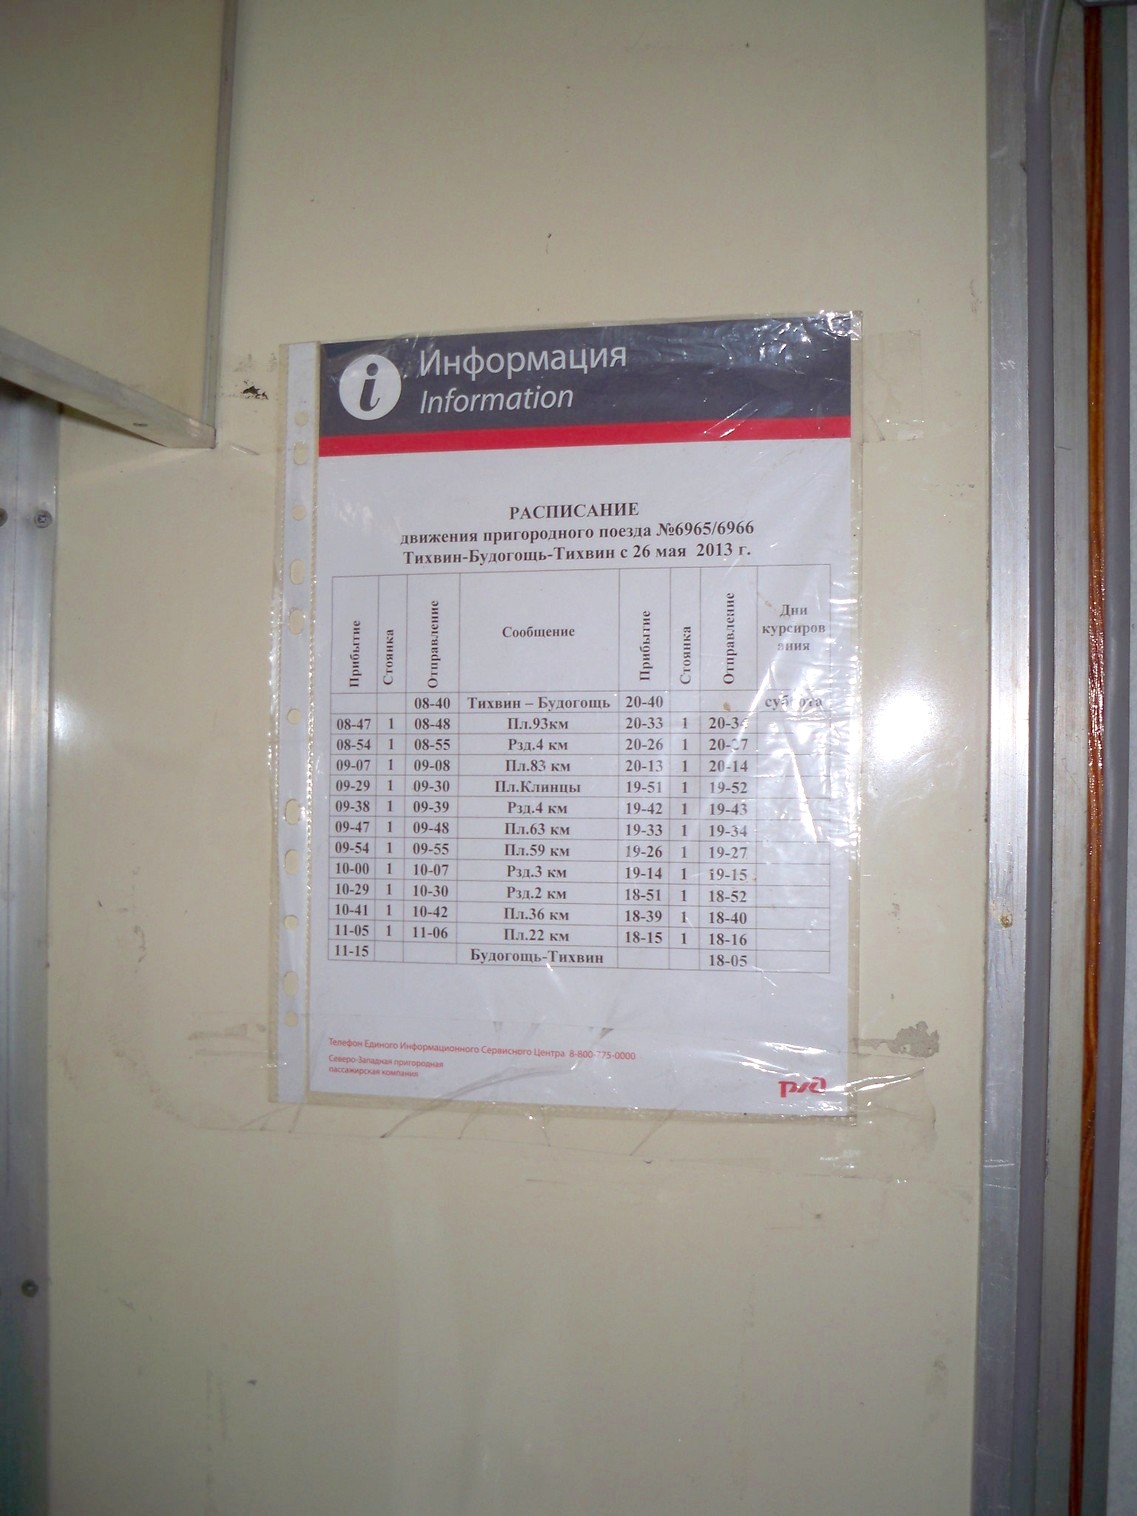 i
Информация
Information
РАСПИСАНИЕ
движения пригородного поезда №6965/6966
Тихвин-Будогощь-Тихвин с 26 мая 2013 г.
Прибытие Стоянка Отправление Сообщение Прибытие Стоянка Отправление Дни
курсиров
ания
08-40 Тихвин – Будогощь 20-40 суббота
08-47 1 08-48 Пл.93км 20-33 1 20-34
08-54 1 08-55 Рзд.4 км 20-26 1 20-27
09-07 1 09-08 Пл.83 км 20-13 1 20-14
09-29 1 09-30 Пл.Клинцы 19-51 1 19-52
09-38 1 09-39 Рзд.4 км 19-42 1 19-43
09-47 1 09-48 Пл.63 км 19-33 1 19-34
09-54 1 09-55 Пл.59 км 19-26 1 19-27
10-00 1 10-07 Рзд.3 км 19-14 1 19-15
10-29 1 10-30 Рзд.2 км 18-51 1 18-52
10-41 1 10-42 Пл.36 км 18-39 1 18-40
11-05 1 11-06 Пл.22 км 18-15 1 18-16
11-15 Будогощь-Тихвин 18-05
Телефон Единого Информационного Сервисного Центра 8-800-775-0000
Северо-Западная пригородная
пассажирская компания
ржд